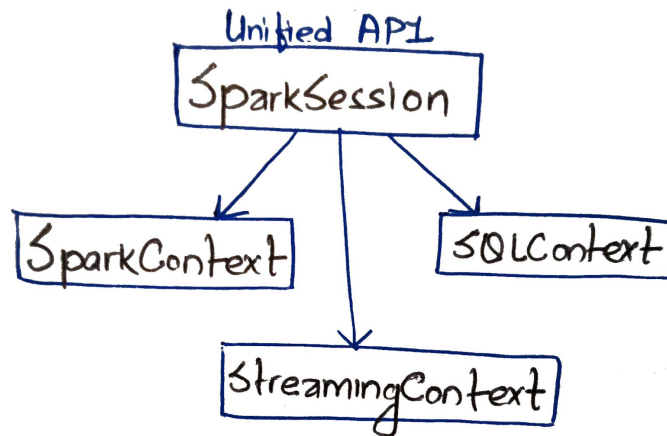 Unified API
SparkSession
SparkContext
SQLContext
StreamingContext